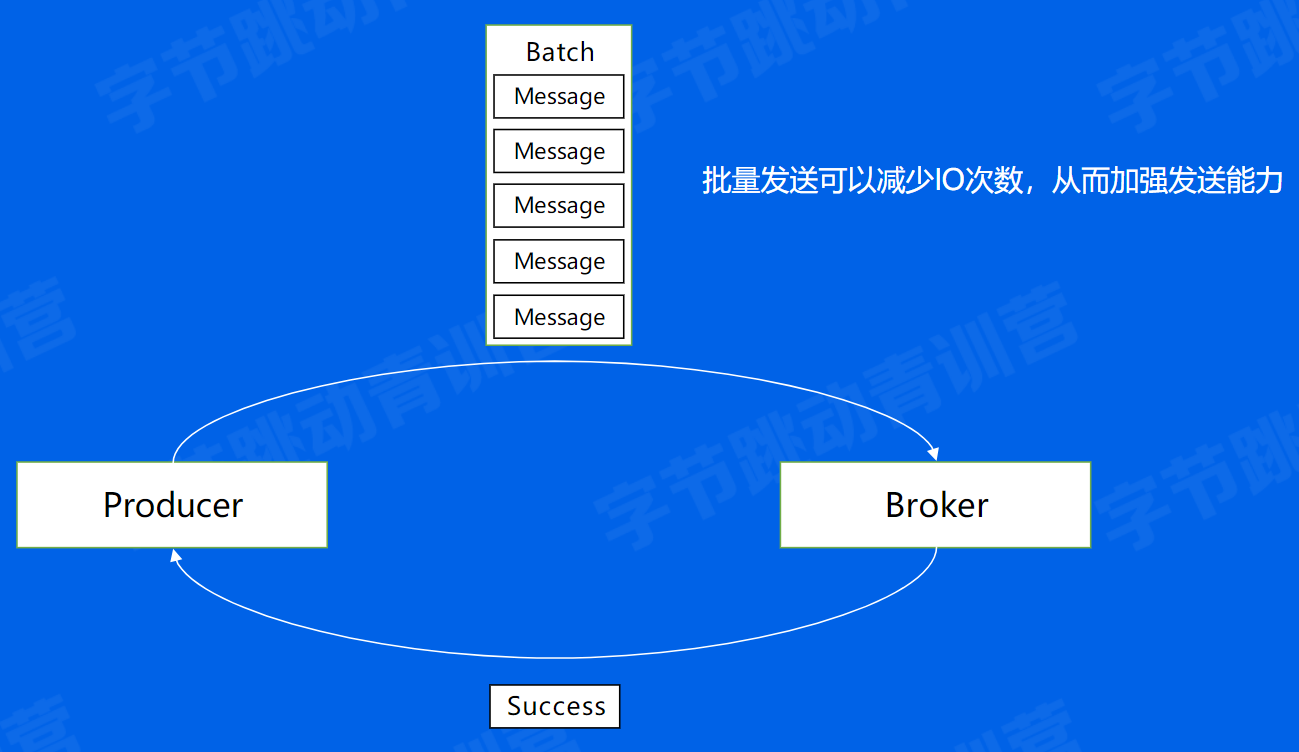 Batch
Message
Message
批量发送可以减少IO次数，从而加强发送能力
Message
Message
Message
Producer
Broker
Success
字节跳动青训营